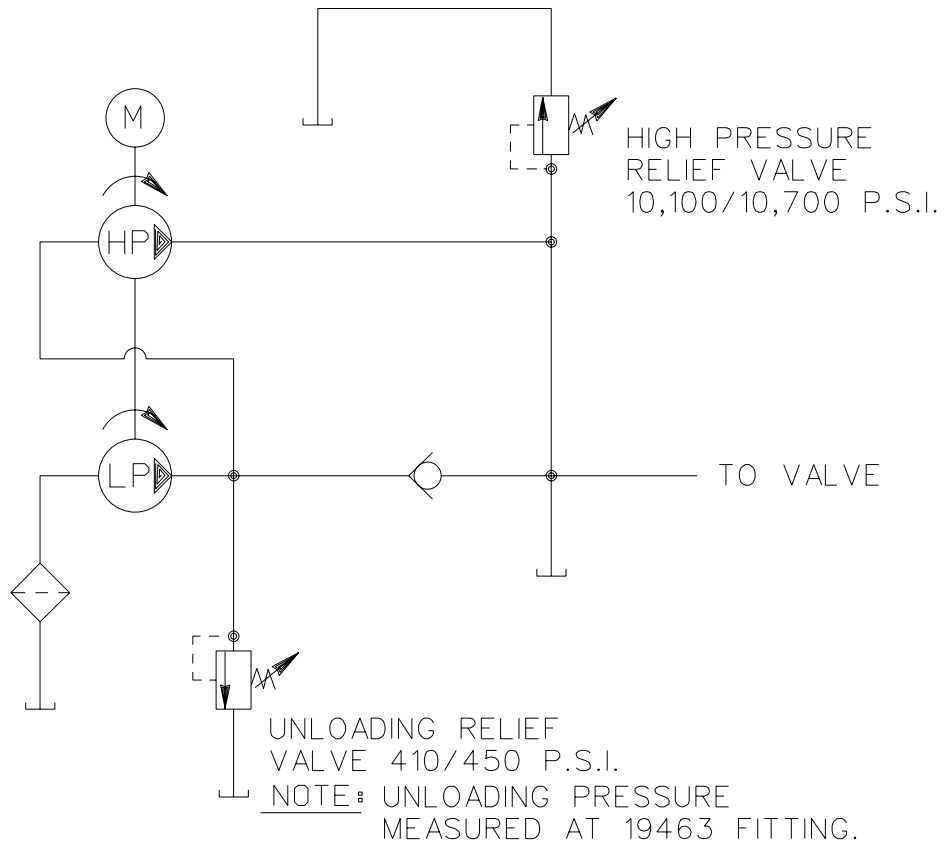 M
HIGH PRESSURE
RELIEF VALVE
10,100/10,700 P.S.I.
HP
LP
TO VALVE
UNLOADING RELIEF
VALVE 410/450 P.S.I.
NOTE: UNLOADING PRESSURE
MEASURED AT 19463 FITTING.